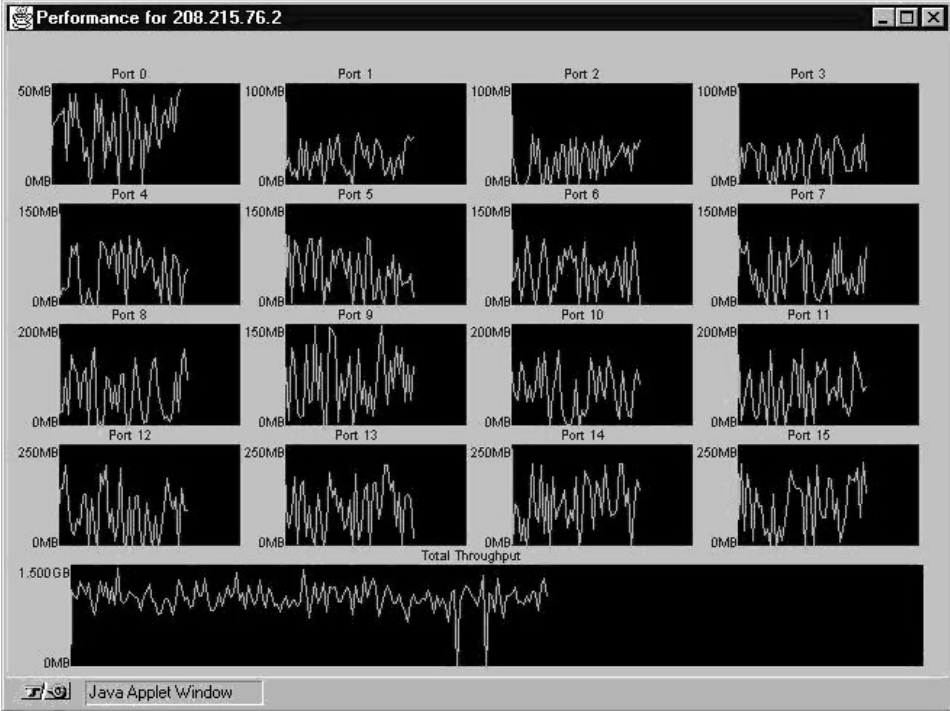 Performance for 208.215.76.2
Port 0 Port 1 Port 2 Port 3
50MB 100MB 100MB 100MB
0MB 0MB 0MB 0MB
Port 4 Port 5 Port 6 Port 7
150MB 150MB 150MB 150MB
0MB 0MB 0MB 0MB
Port 8 Port 9 Port 10 Port 11
200MB 150MB 200MB 200MB
0MB 0MB 0MB 0MB
Port 12 Port 13 Port 14 Port 15
250MB 250MB 250MB 250MB
0MB 0MB 0MB 0MB
Total Throughput
1.500GB
0MB
Java Applet Window